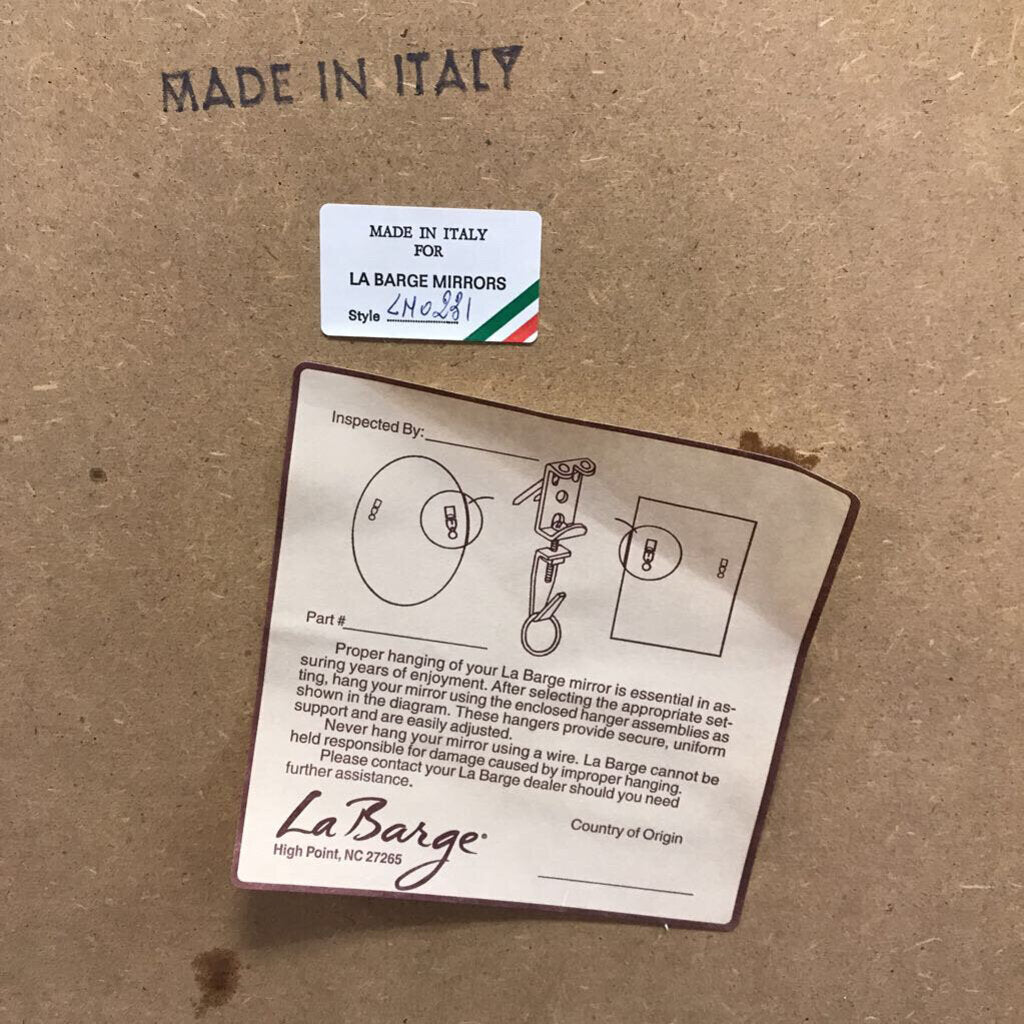 MADE IN ITALY
MADE IN ITALY
FOR
LA BARGE MIRRORS
Style LM0231
Inspected By:
Part #
Proper hanging of your La Barge mirror is essential in as-
suring years of enjoyment. After selecting the appropriate set-
ting, hang your mirror using the enclosed hanger assemblies as
shown in the diagram. These hangers provide secure, uniform
support and are easily adjusted.
Never hang your mirror using a wire. La Barge cannot be
held responsible for damage caused by improper hanging.
Please contact your La Barge dealer should you need
further assistance.
La Barge
High Point, NC 27265
Country of Origin